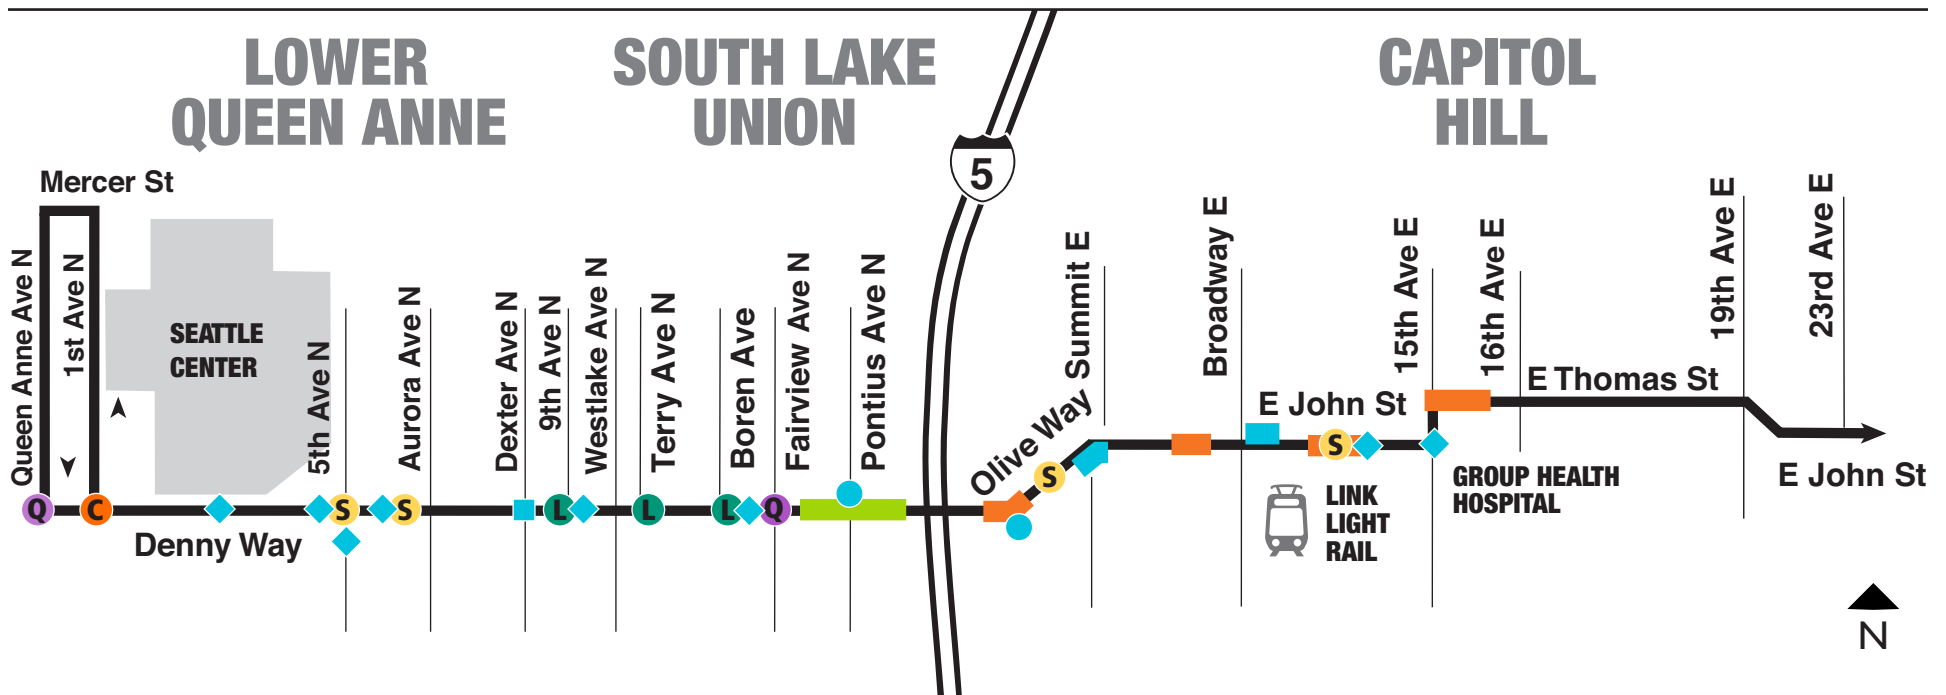 LOWER
QUEEN ANNE
SOUTH LAKE
UNION
CAPITOL
HILL
5
Mercer St
Queen Anne Ave N
1st Ave N
SEATTLE
CENTER
5th Ave N
Aurora Ave N
Dexter Ave N
9th Ave N
Westlake Ave N
Terry Ave N
Boren Ave
Fairview Ave N
Pontius Ave N
Olive Way
Summit E
Broadway E
E John St
15th Ave E
16th Ave E
E Thomas St
19th Ave E
23rd Ave E
E John St
Q
C
S
S
L
L
L
Q
S
S
Denny Way
LINK
LIGHT
RAIL
GROUP HEALTH
HOSPITAL
N